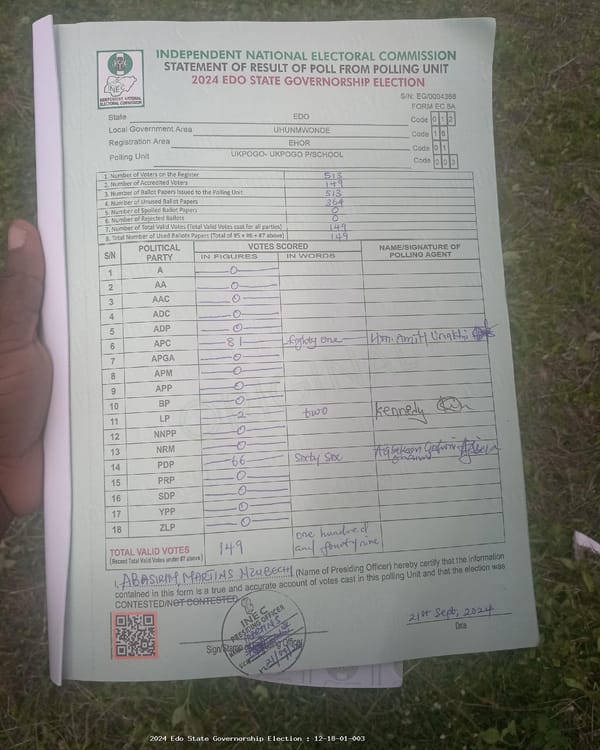 INDEPENDENT NATIONAL ELECTORAL COMMISSION
STATEMENT OF RESULT OF POLL FROM POLLING UNIT
2024 EDO STATE GOVERNORSHIP ELECTION
INEC
INDEPENDENT NATIONAL ELECTORAL COMMISSION
S/N: EG/0004388
FORM EC 8A
State EDO Code 0 1 2
Local Government Area UHUNMWONDE Code 1 8
Registration Area EHOR Code 0 1
Polling Unit UKPOGO- UKPOGO P/SCHOOL Code 0 0 3
1. Number of Voters on the Register 513
2. Number of Accredited Voters 149
3. Number of Ballot Papers Issued to the Polling Unit 513
4. Number of Unused Ballot Papers 364
5. Number of Spoiled Ballot Papers 0
6. Number of Rejected Ballots 0
7. Number of Total Valid Votes (Total Valid Votes cast for all parties) 149
8. Total Number of Used Ballots Papers (Total of #5 + #6 + #7 above) 149
S/N POLITICAL PARTY VOTES SCORED NAME/SIGNATURE OF POLLING AGENT
IN FIGURES IN WORDS
1 A 0
2 AA 0
3 AAC 0
4 ADC 0
5 ADP 0
6 APC 81 eighty one
7 APGA 0
8 APM 0
9 APP 0
10 BP 0
11 LP 2 two Kennedy
12 NNPP 0
13 NRM 0
14 PDP 66 sixty six
15 PRP 0
16 SDP 0
17 YPP 0
18 ZLP 0
TOTAL VALID VOTES 149 one hundred and fourty nine
(Record Total Valid Votes under #7 above)
I, ABASIRIM MARTINS MZUBECHI (Name of Presiding Officer) hereby certify that the information
contained in this form is a true and accurate account of votes cast in this polling Unit and that the election was
CONTESTED/NOT CONTESTED
INEC
PRESIDING OFFICER
Sign/Stamp of Presiding Officer
21st Sept, 2024
Date
2024 Edo State Governorship Election : 12-18-01-003